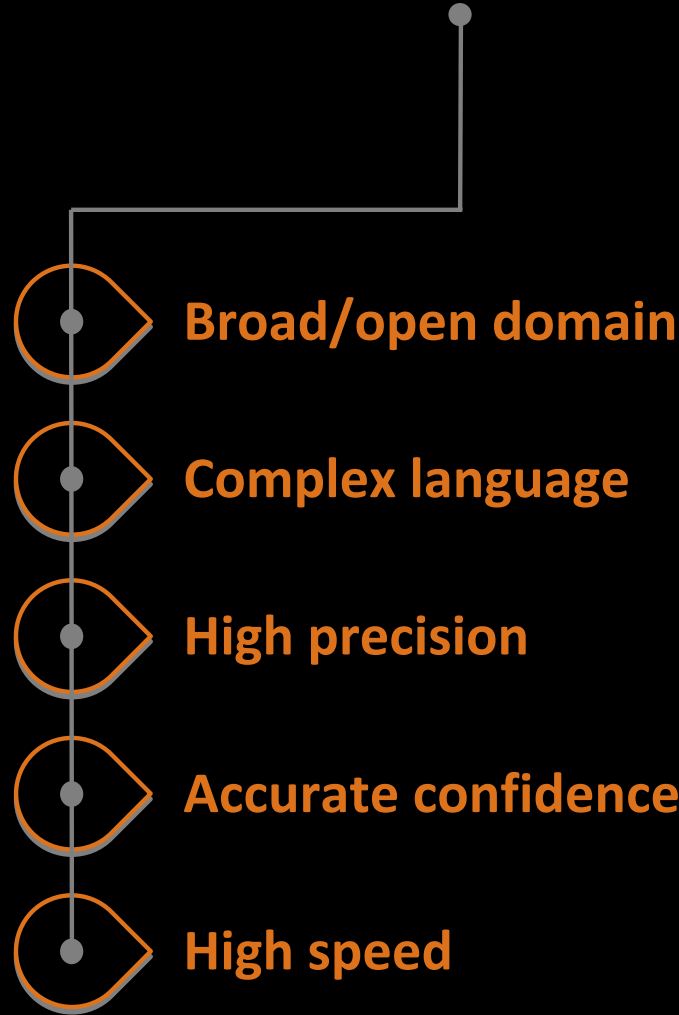 Broad/open domain
Complex language
High precision
Accurate confidence
High speed